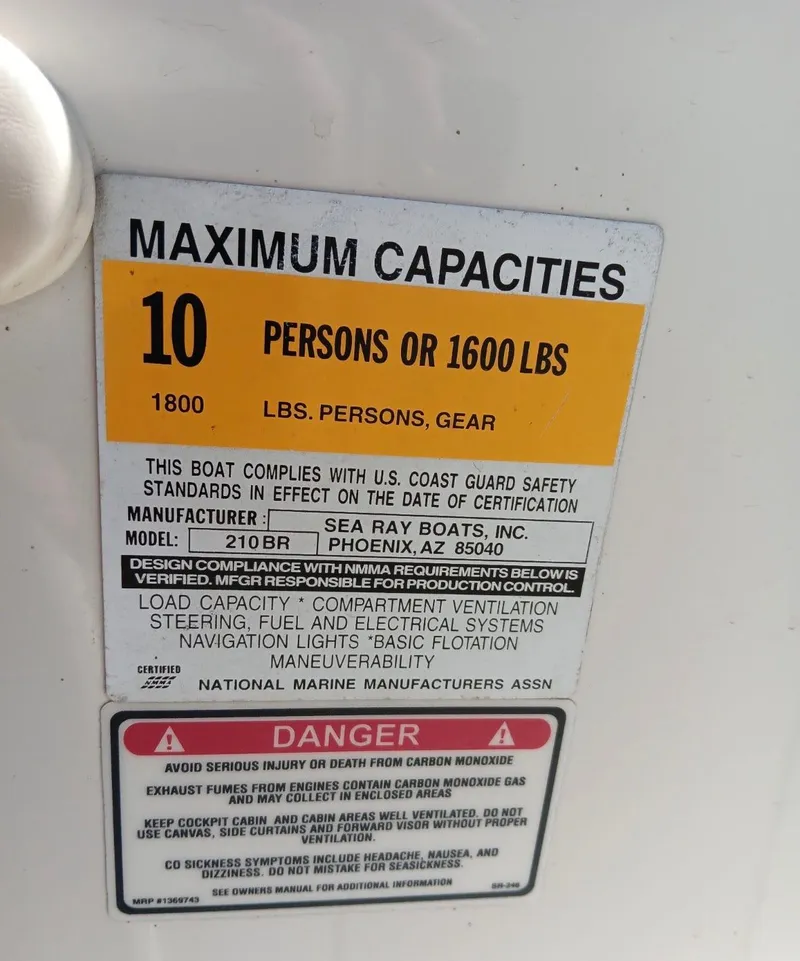 MAXIMUM CAPACITIES
10 PERSONS OR 1600 LBS
1800 LBS. PERSONS, GEAR
THIS BOAT COMPLIES WITH U.S. COAST GUARD SAFETY
STANDARDS IN EFFECT ON THE DATE OF CERTIFICATION
MANUFACTURER: SEA RAY BOATS, INC.
MODEL: 210BR PHOENIX, AZ 85040
DESIGN COMPLIANCE WITH NMMA REQUIREMENTS BELOW IS
VERIFIED. MFGR RESPONSIBLE FOR PRODUCTION CONTROL.
LOAD CAPACITY * COMPARTMENT VENTILATION
STEERING, FUEL AND ELECTRICAL SYSTEMS
NAVIGATION LIGHTS *BASIC FLOTATION
MANEUVERABILITY
CERTIFIED
NMMA
NATIONAL MARINE MANUFACTURERS ASSN
DANGER
AVOID SERIOUS INJURY OR DEATH FROM CARBON MONOXIDE
EXHAUST FUMES FROM ENGINES CONTAIN CARBON MONOXIDE GAS
AND MAY COLLECT IN ENCLOSED AREAS
KEEP COCKPIT CABIN AND CABIN AREAS WELL VENTILATED. DO NOT
USE CANVAS, SIDE CURTAINS AND FORWARD VISOR WITHOUT PROPER
VENTILATION.
CO SICKNESS SYMPTOMS INCLUDE HEADACHE, NAUSEA, AND
DIZZINESS. DO NOT MISTAKE FOR SEASICKNESS.
SEE OWNERS MANUAL FOR ADDITIONAL INFORMATION
MRP #1369743